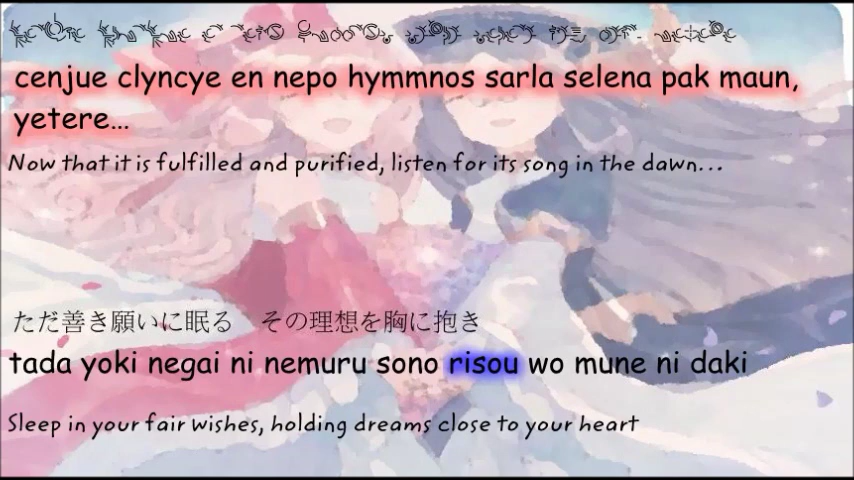 cenjue clyncye en nepo hymmnos sarla selena pak maun,
yetere...
Now that it is fulfilled and purified, listen for its song in the dawn...
ただ善き願いに眠る　その理想を胸に抱き
tada yoki negai ni nemuru sono risou wo mune ni daki
Sleep in your fair wishes, holding dreams close to your heart